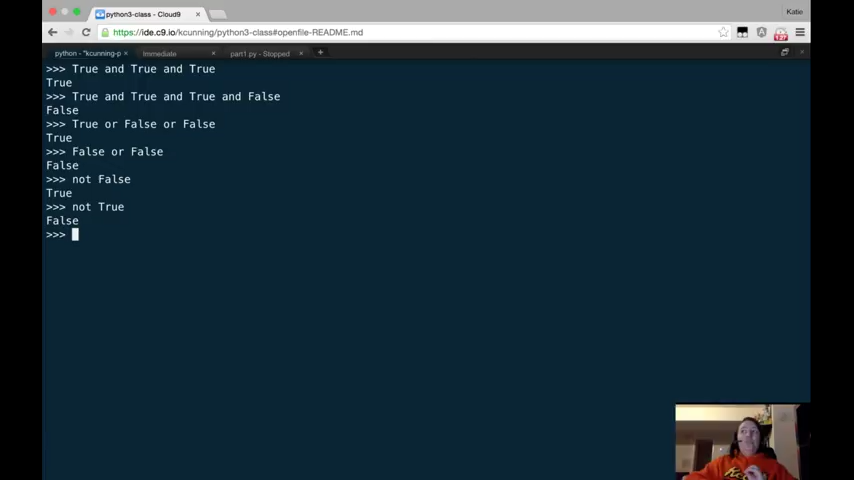 python3-class - Cloud9
Katie
https://ide.c9.io/kcunning/python3-class#openfile-README.md
python - "kcunning-p
Immediate
part1 py - Stopped
>>> True and True and True
True
>>> True and True and True and False
False
>>> True or False or False
True
>>> False or False
False
>>> not False
True
>>> not True
False
>>>